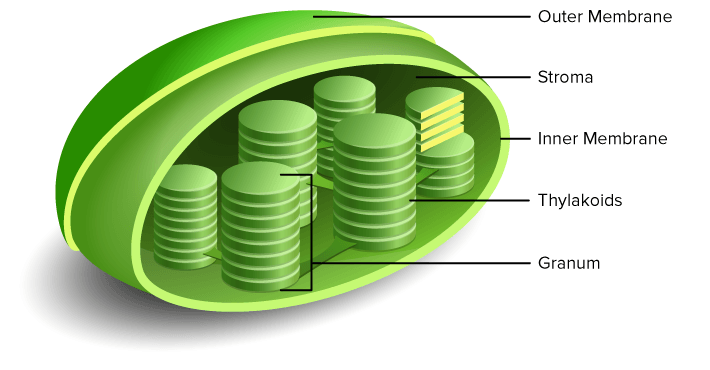 Outer Membrane
Stroma
Inner Membrane
Thylakoids
Granum